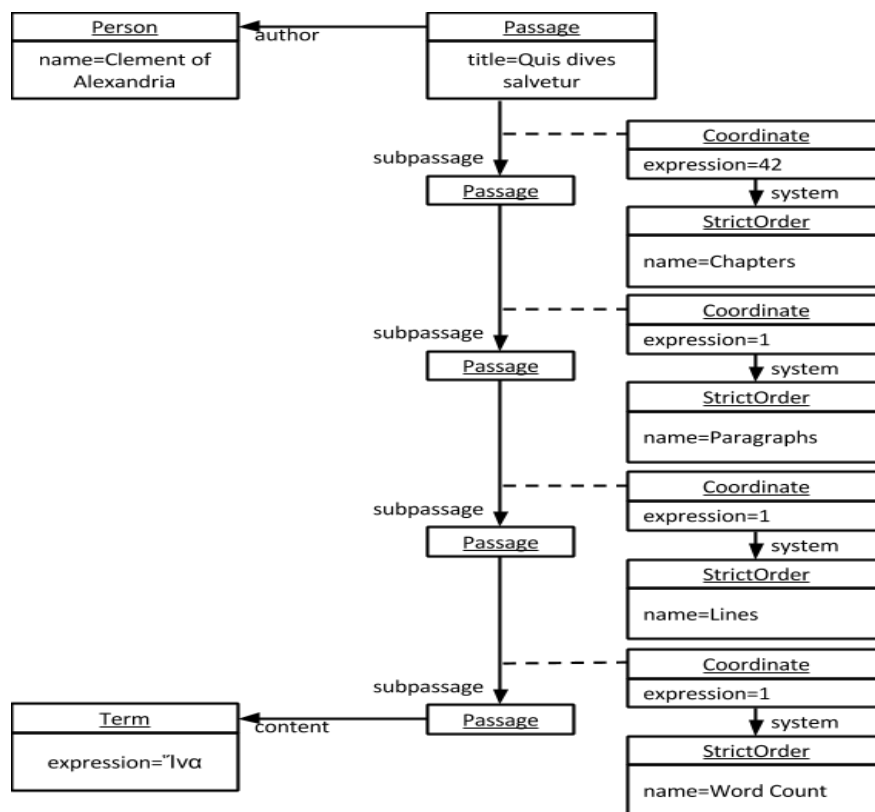 Person
name=Clement of
Alexandria
author
Passage
title=Quis dives
salvetur
subpassage
Coordinate
expression=42
system
StrictOrder
name=Chapters
Passage
subpassage
Coordinate
expression=1
system
StrictOrder
name=Paragraphs
Passage
subpassage
Coordinate
expression=1
system
StrictOrder
name=Lines
Passage
subpassage
Coordinate
expression=1
system
StrictOrder
name=Word Count
Passage
content
Term
expression=Ἵνα